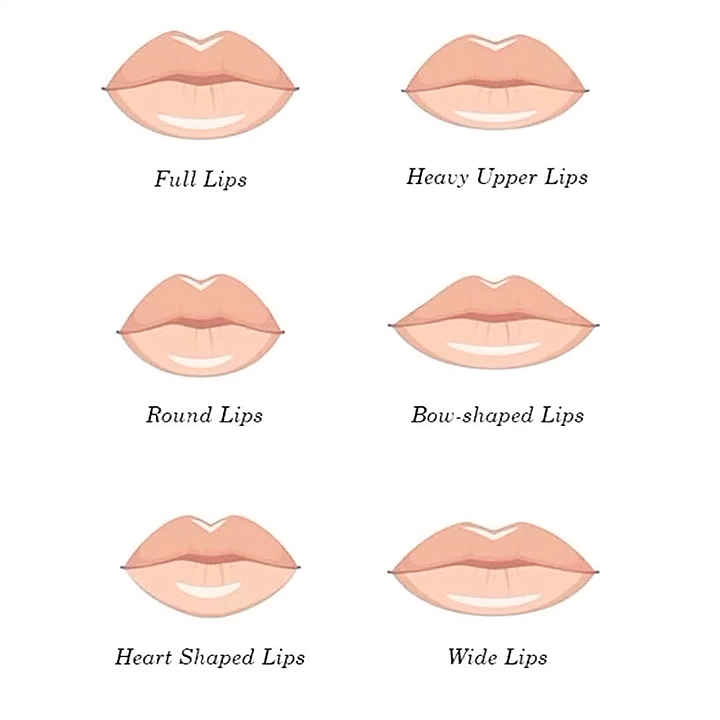 Full Lips
Heavy Upper Lips
Round Lips
Bow-shaped Lips
Heart Shaped Lips
Wide Lips